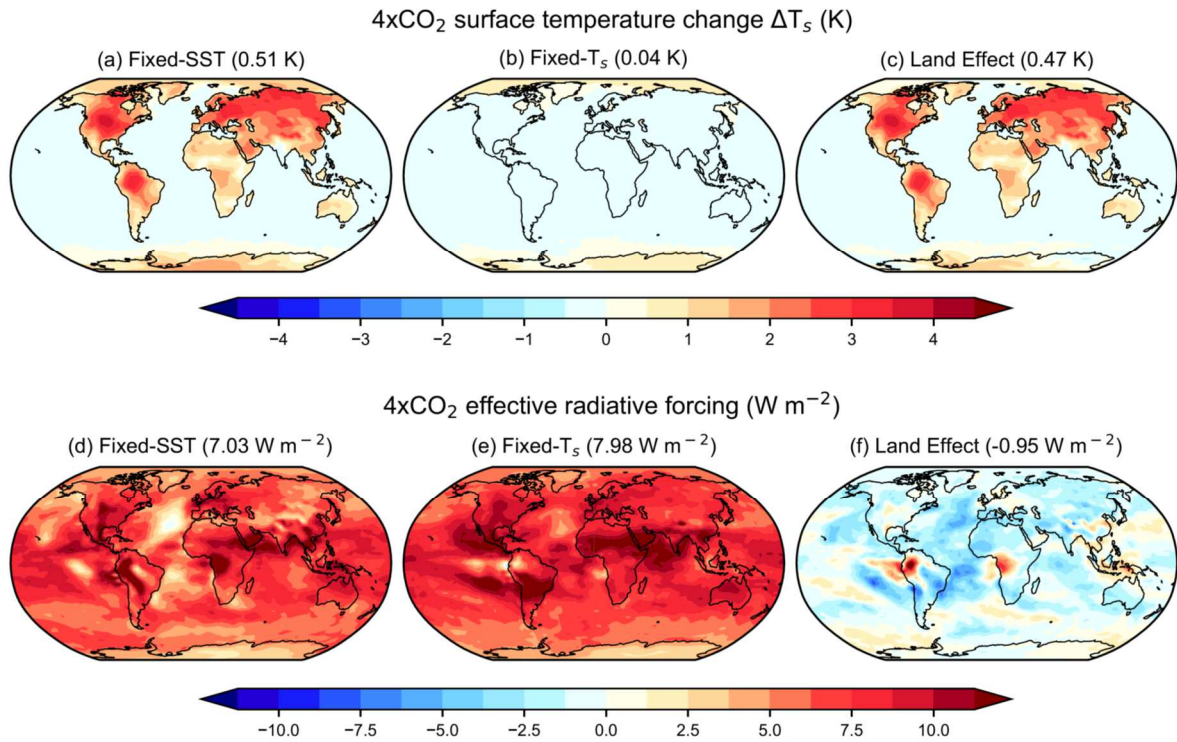 4xCO₂ surface temperature change ΔTₛ (K)
(a) Fixed-SST (0.51 K)
(b) Fixed-Tₛ (0.04 K)
(c) Land Effect (0.47 K)
−4 −3 −2 −1 0 1 2 3 4
4xCO₂ effective radiative forcing (W m⁻²)
(d) Fixed-SST (7.03 W m⁻²)
(e) Fixed-Tₛ (7.98 W m⁻²)
(f) Land Effect (-0.95 W m⁻²)
−10.0 −7.5 −5.0 −2.5 0.0 2.5 5.0 7.5 10.0